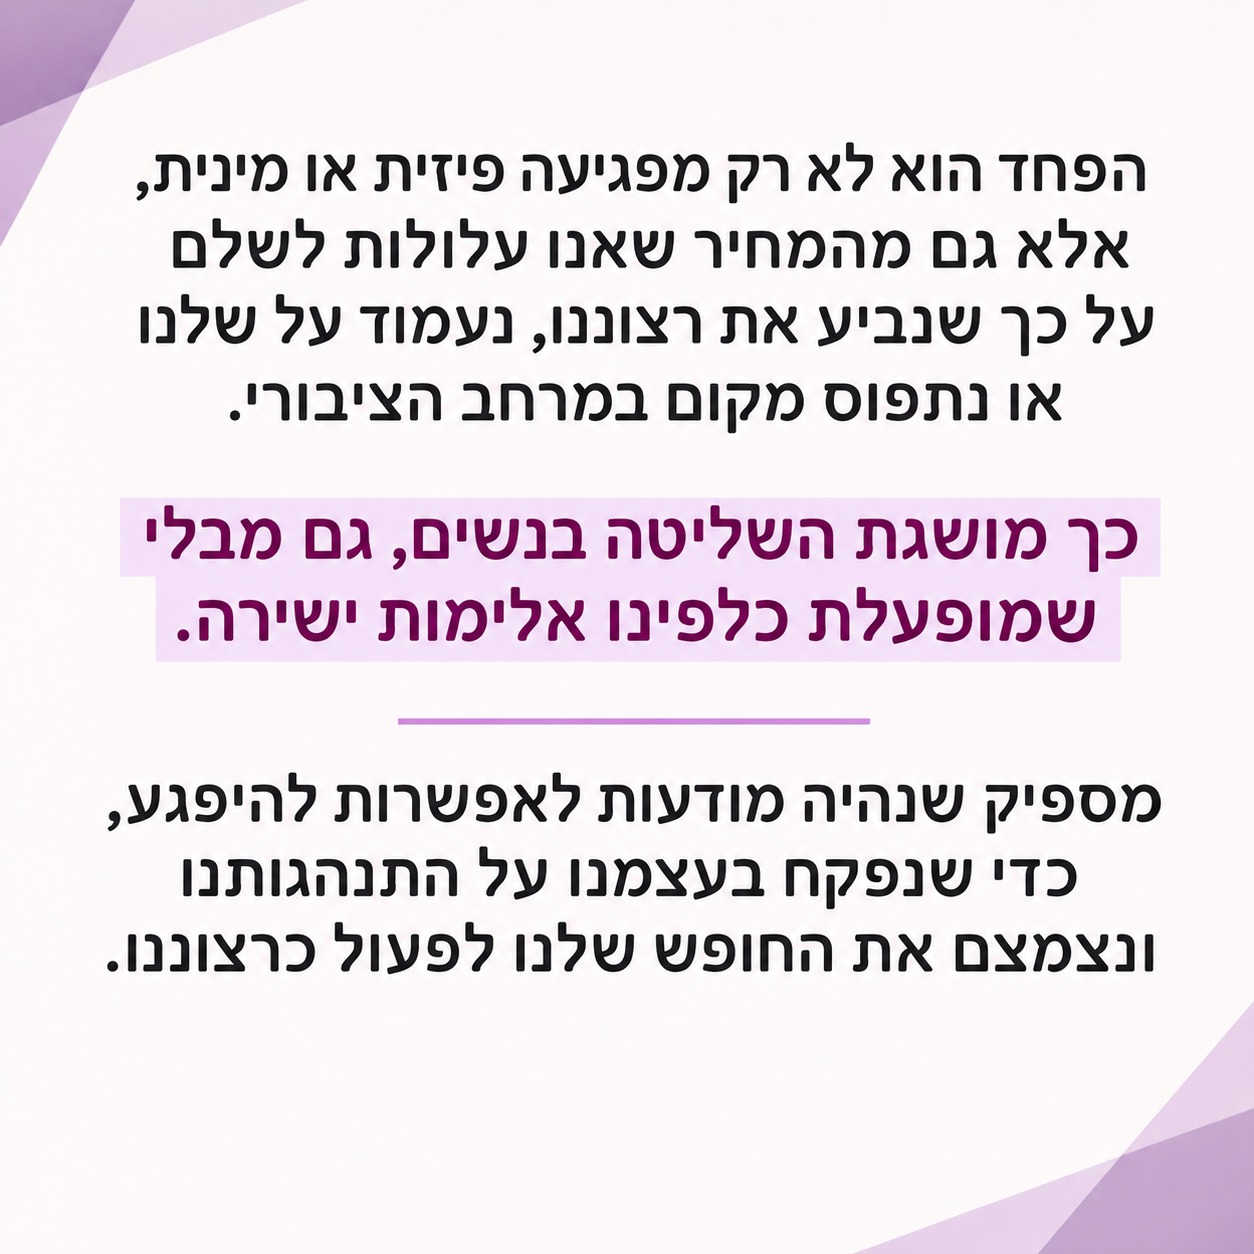 הפחד הוא לא רק מפגיעה פיזית או מינית,
אלא גם מהמחיר שאנו עלולות לשלם
על כך שנביע את רצוננו, נעמוד על שלנו
או נתפוס מקום במרחב הציבורי.
כך מושגת השליטה בנשים, גם מבלי
שמופעלת כלפינו אלימות ישירה.
מספיק שנהיה מודעות לאפשרות להיפגע,
כדי שנפקח בעצמנו על התנהגותנו
ונצמצם את החופש שלנו לפעול כרצוננו.